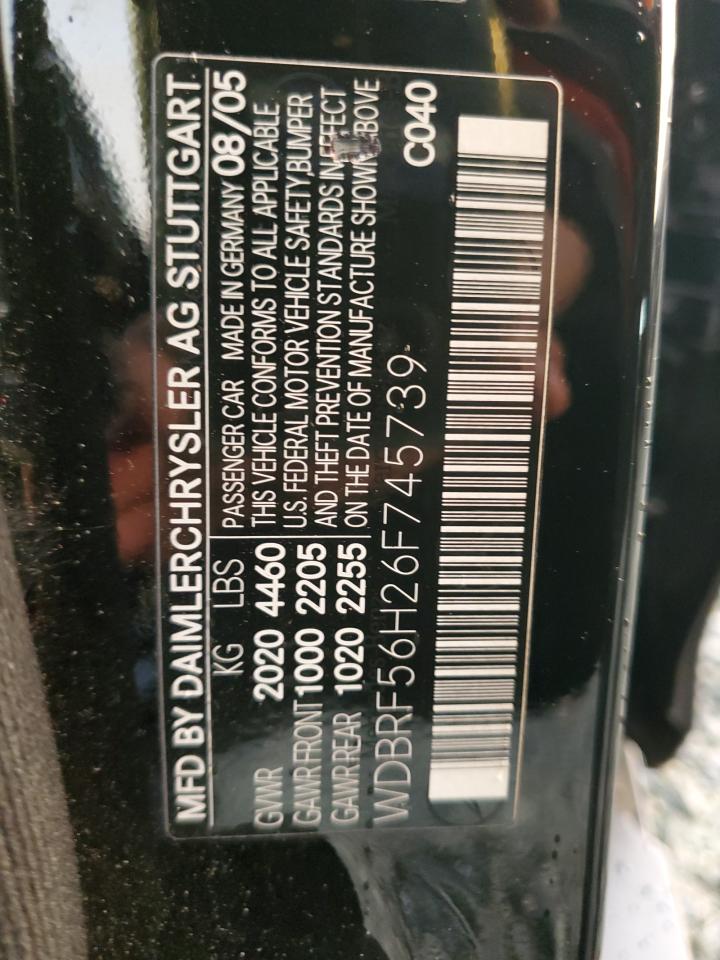 MFD BY DAIMLERCHRYSLER AG STUTTGART
KG LBS
GVWR 2020 4460
GAWR FRONT 1000 2205
GAWR REAR 1020 2255
PASSENGER CAR MADE IN GERMANY 08/05
THIS VEHICLE CONFORMS TO ALL APPLICABLE
U.S. FEDERAL MOTOR VEHICLE SAFETY,BUMPER
AND THEFT PREVENTION STANDARDS IN EFFECT
ON THE DATE OF MANUFACTURE SHOWN ABOVE
WDBRF56H26F745739
C040